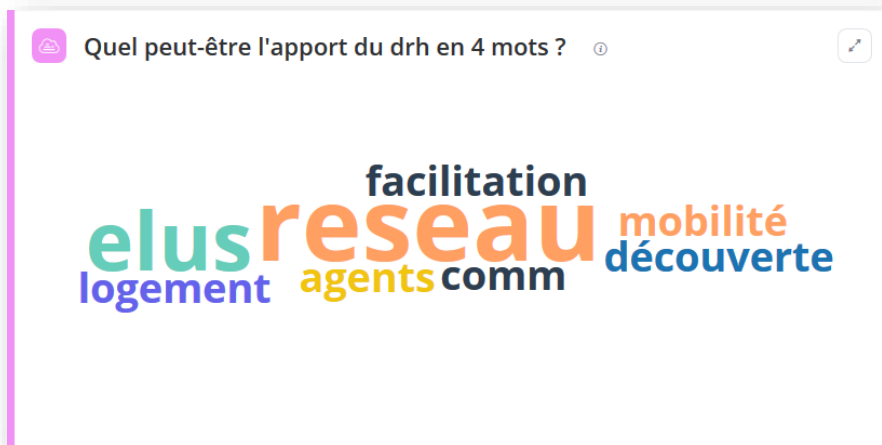 Quel peut-être l'apport du drh en 4 mots ?
facilitation
elus reseau mobilité
découverte
logement agents comm